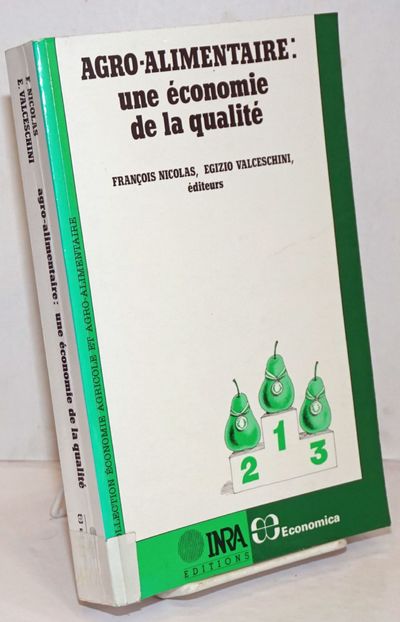 AGRO-ALIMENTAIRE:
une économie
de la qualité
FRANÇOIS NICOLAS, EGIZIO VALCESCHINI,
éditeurs
2 1 3
INRA
EDITIONS
Economica
COLLECTION ÉCONOMIE AGRICOLE ET AGRO-ALIMENTAIRE
F. NICOLAS
E. VALCESCHINI
agro-alimentaire: une économie de la qualité